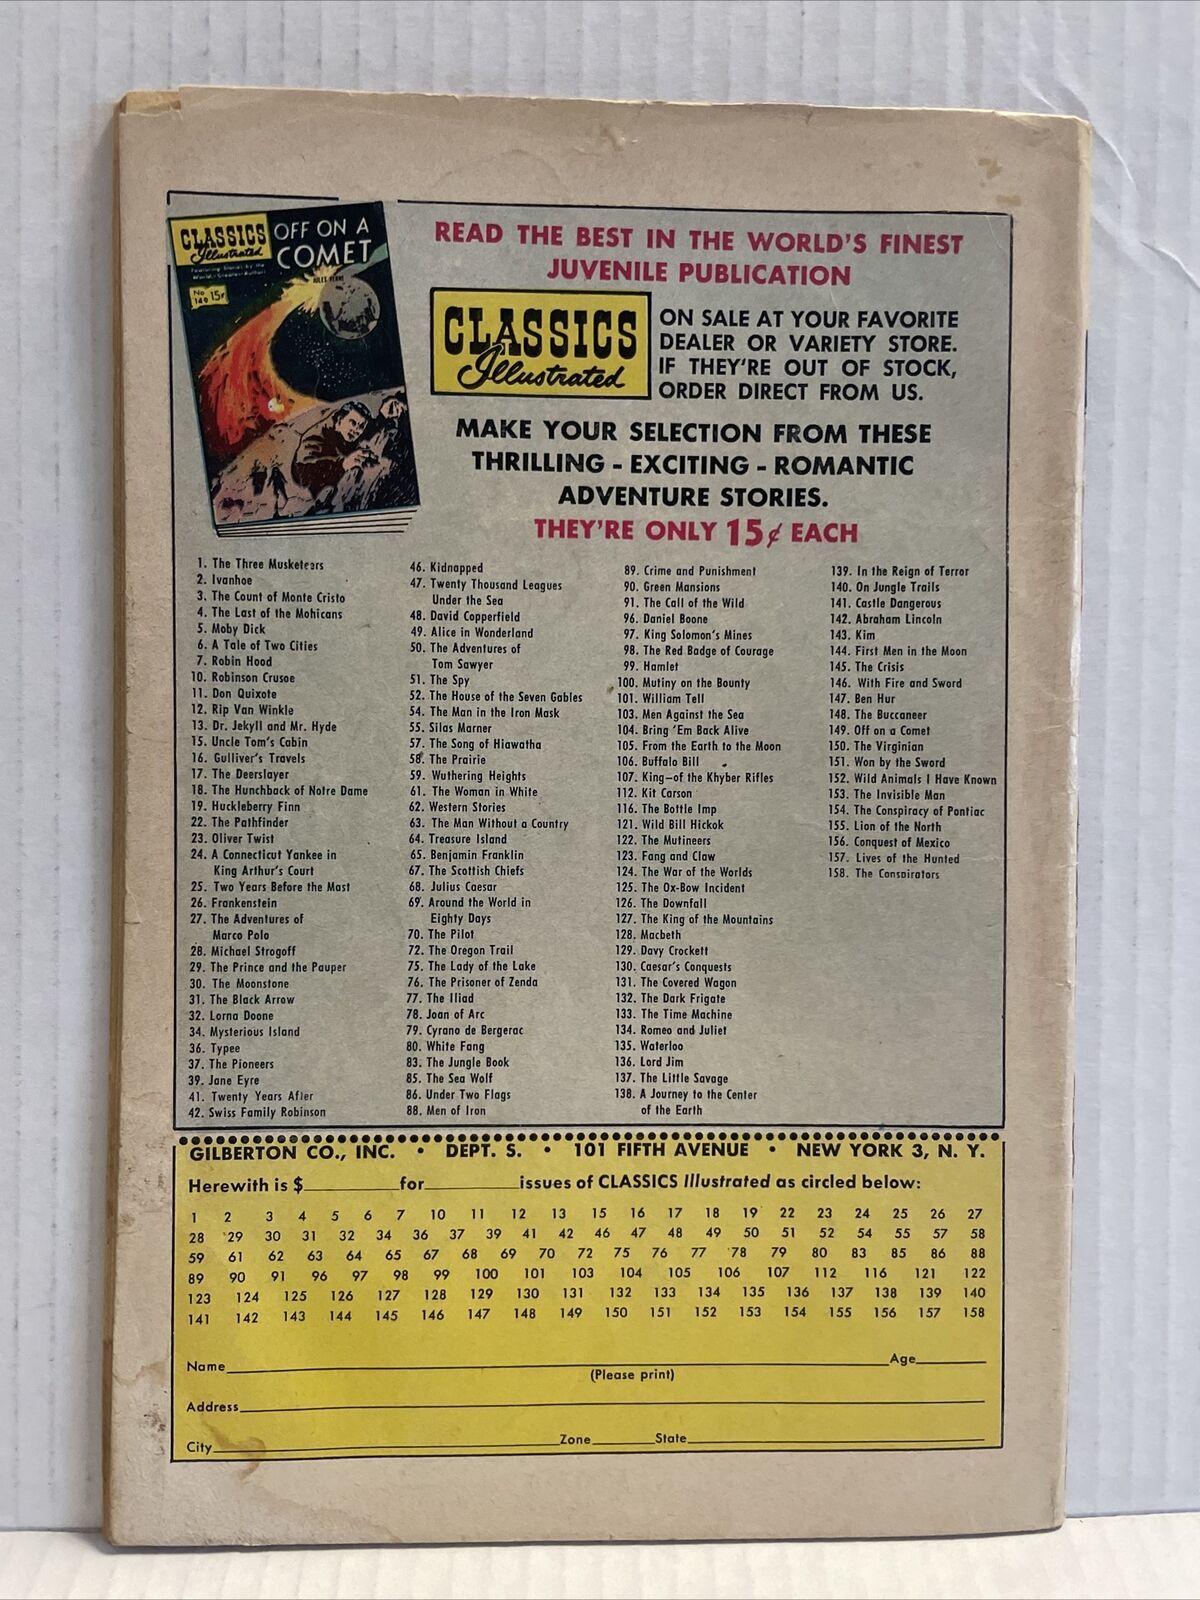 CLASSICS
Illustrated
Featuring Stories by the
World's Greatest Authors
No
149 15¢
OFF ON A
COMET
JULES VERNE
READ THE BEST IN THE WORLD'S FINEST
JUVENILE PUBLICATION
CLASSICS
Illustrated
ON SALE AT YOUR FAVORITE
DEALER OR VARIETY STORE.
IF THEY'RE OUT OF STOCK,
ORDER DIRECT FROM US.
MAKE YOUR SELECTION FROM THESE
THRILLING - EXCITING - ROMANTIC
ADVENTURE STORIES.
THEY'RE ONLY 15¢ EACH
1. The Three Musketeers
2. Ivanhoe
3. The Count of Monte Cristo
4. The Last of the Mohicans
5. Moby Dick
6. A Tale of Two Cities
7. Robin Hood
10. Robinson Crusoe
11. Don Quixote
12. Rip Van Winkle
13. Dr. Jekyll and Mr. Hyde
15. Uncle Tom's Cabin
16. Gulliver's Travels
17. The Deerslayer
18. The Hunchback of Notre Dame
19. Huckleberry Finn
22. The Pathfinder
23. Oliver Twist
24. A Connecticut Yankee in
King Arthur's Court
25. Two Years Before the Mast
26. Frankenstein
27. The Adventures of
Marco Polo
28. Michael Strogoff
29. The Prince and the Pauper
30. The Moonstone
31. The Black Arrow
32. Lorna Doone
34. Mysterious Island
36. Typee
37. The Pioneers
39. Jane Eyre
41. Twenty Years After
42. Swiss Family Robinson
46. Kidnapped
47. Twenty Thousand Leagues
Under the Sea
48. David Copperfield
49. Alice in Wonderland
50. The Adventures of
Tom Sawyer
51. The Spy
52. The House of the Seven Gables
54. The Man in the Iron Mask
55. Silas Marner
57. The Song of Hiawatha
58. The Prairie
59. Wuthering Heights
61. The Woman in White
62. Western Stories
63. The Man Without a Country
64. Treasure Island
65. Benjamin Franklin
67. The Scottish Chiefs
68. Julius Caesar
69. Around the World in
Eighty Days
70. The Pilot
72. The Oregon Trail
75. The Lady of the Lake
76. The Prisoner of Zenda
77. The Iliad
78. Joan of Arc
79. Cyrano de Bergerac
80. White Fang
83. The Jungle Book
85. The Sea Wolf
86. Under Two Flags
88. Men of Iron
89. Crime and Punishment
90. Green Mansions
91. The Call of the Wild
96. Daniel Boone
97. King Solomon's Mines
98. The Red Badge of Courage
99. Hamlet
100. Mutiny on the Bounty
101. William Tell
103. Men Against the Sea
104. Bring 'Em Back Alive
105. From the Earth to the Moon
106. Buffalo Bill
107. King—of the Khyber Rifles
112. Kit Carson
116. The Bottle Imp
121. Wild Bill Hickok
122. The Mutineers
123. Fang and Claw
124. The War of the Worlds
125. The Ox-Bow Incident
126. The Downfall
127. The King of the Mountains
128. Macbeth
129. Davy Crockett
130. Caesar's Conquests
131. The Covered Wagon
132. The Dark Frigate
133. The Time Machine
134. Romeo and Juliet
135. Waterloo
136. Lord Jim
137. The Little Savage
138. A Journey to the Center
of the Earth
139. In the Reign of Terror
140. On Jungle Trails
141. Castle Dangerous
142. Abraham Lincoln
143. Kim
144. First Men in the Moon
145. The Crisis
146. With Fire and Sword
147. Ben Hur
148. The Buccaneer
149. Off on a Comet
150. The Virginian
151. Won by the Sword
152. Wild Animals I Have Known
153. The Invisible Man
154. The Conspiracy of Pontiac
155. Lion of the North
156. Conquest of Mexico
157. Lives of the Hunted
158. The Conspirators
GILBERTON CO., INC. • DEPT. S. • 101 FIFTH AVENUE • NEW YORK 3, N. Y.
Herewith is $ for issues of CLASSICS Illustrated as circled below:
1 2 3 4 5 6 7 10 11 12 13 15 16 17 18 19 22 23 24 25 26 27
28 29 30 31 32 34 36 37 39 41 42 46 47 48 49 50 51 52 54 55 57 58
59 61 62 63 64 65 67 68 69 70 72 75 76 77 78 79 80 83 85 86 88
89 90 91 96 97 98 99 100 101 103 104 105 106 107 112 116 121 122
123 124 125 126 127 128 129 130 131 132 133 134 135 136 137 138 139 140
141 142 143 144 145 146 147 148 149 150 151 152 153 154 155 156 157 158
Name Age
(Please print)
Address
City Zone State